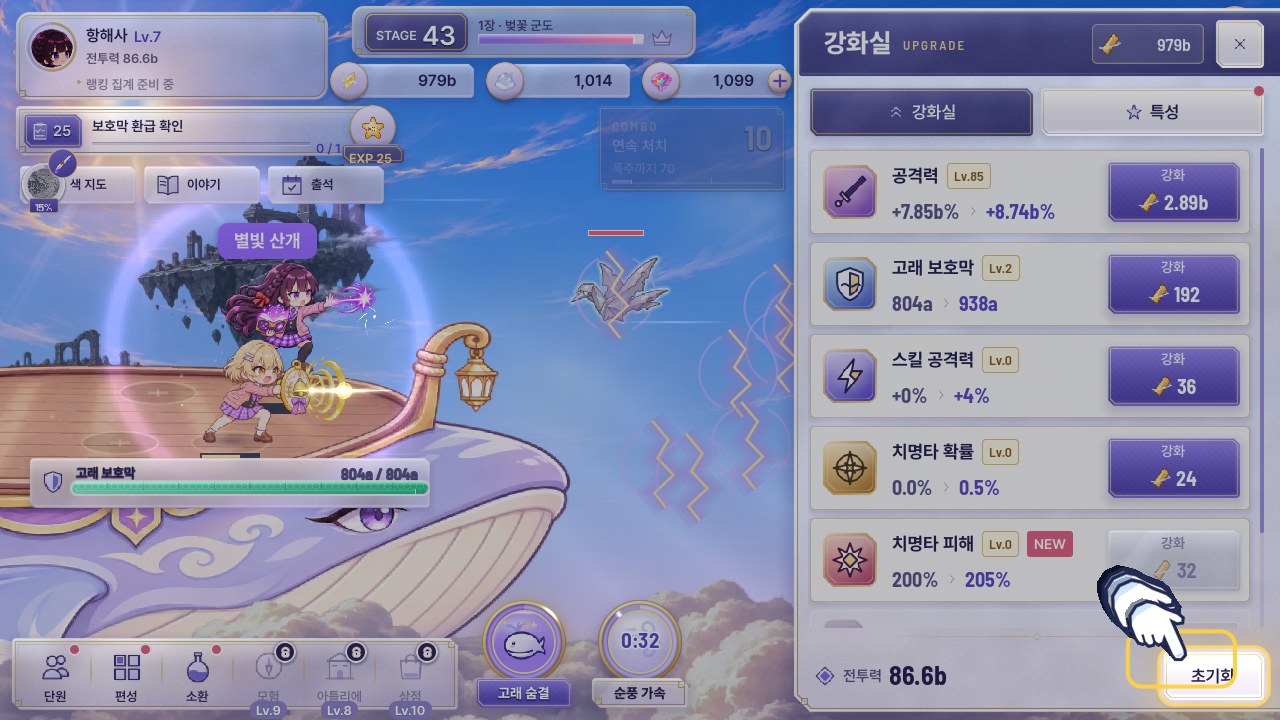 항해사 Lv.7
전투력 86.6b
랭킹 집계 준비 중
STAGE 43
1장 · 벚꽃 군도
979b
1,014
1,099
25
보호막 환급 확인
0 / 1
EXP 25
색 지도
15%
이야기
출석
COMBO
연속 처치
폭주까지 70
10
별빛 산개
고래 보호막
804a / 804a
단원
편성
소환
모험
Lv.9
아틀리에
Lv.8
상점
Lv.10
고래 숨결
0:32
순풍 가속
강화실 UPGRADE
979b
강화실
특성
공격력 Lv.85
+7.85b% +8.74b%
강화
2.89b
고래 보호막 Lv.2
804a 938a
강화
192
스킬 공격력 Lv.0
+0% +4%
강화
36
치명타 확률 Lv.0
0.0% 0.5%
강화
24
치명타 피해 Lv.0 NEW
200% 205%
강화
32
전투력 86.6b
초기화